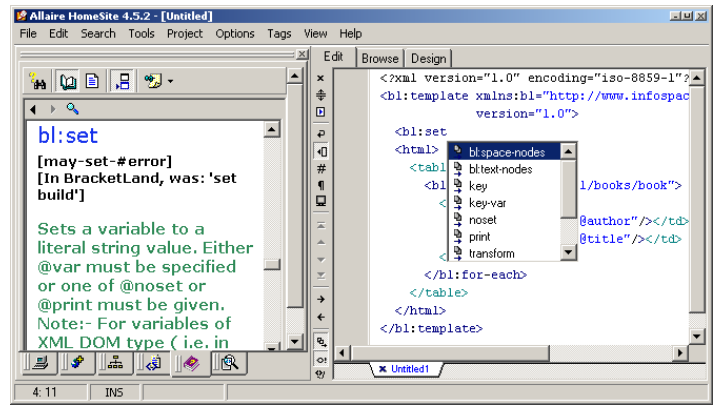 Allaire HomeSite 4.5.2 - [Untitled]
File Edit Search Tools Project Options Tags View Help
Edit Browse Design
bl:set
[may-set-#error]
[In BracketLand, was: 'set
build']
Sets a variable to a
literal string value. Either
@var must be specified
or one of @noset or
@print must be given.
Note:- For variables of
XML DOM type ( i.e. in
<?xml version="1.0" encoding="iso-8859-1"?
<bl:template xmlns:bl="http://www.infospac
version="1.0">
<bl:set
<html>
<tabl
<bl
l/books/book">
<
@author"/></td>
@title"/></td>
<
</bl:for-each>
</table>
</html>
</bl:template>
bl:space-nodes
bl:text-nodes
key
key-var
noset
print
transform
Untitled1
4: 11 INS